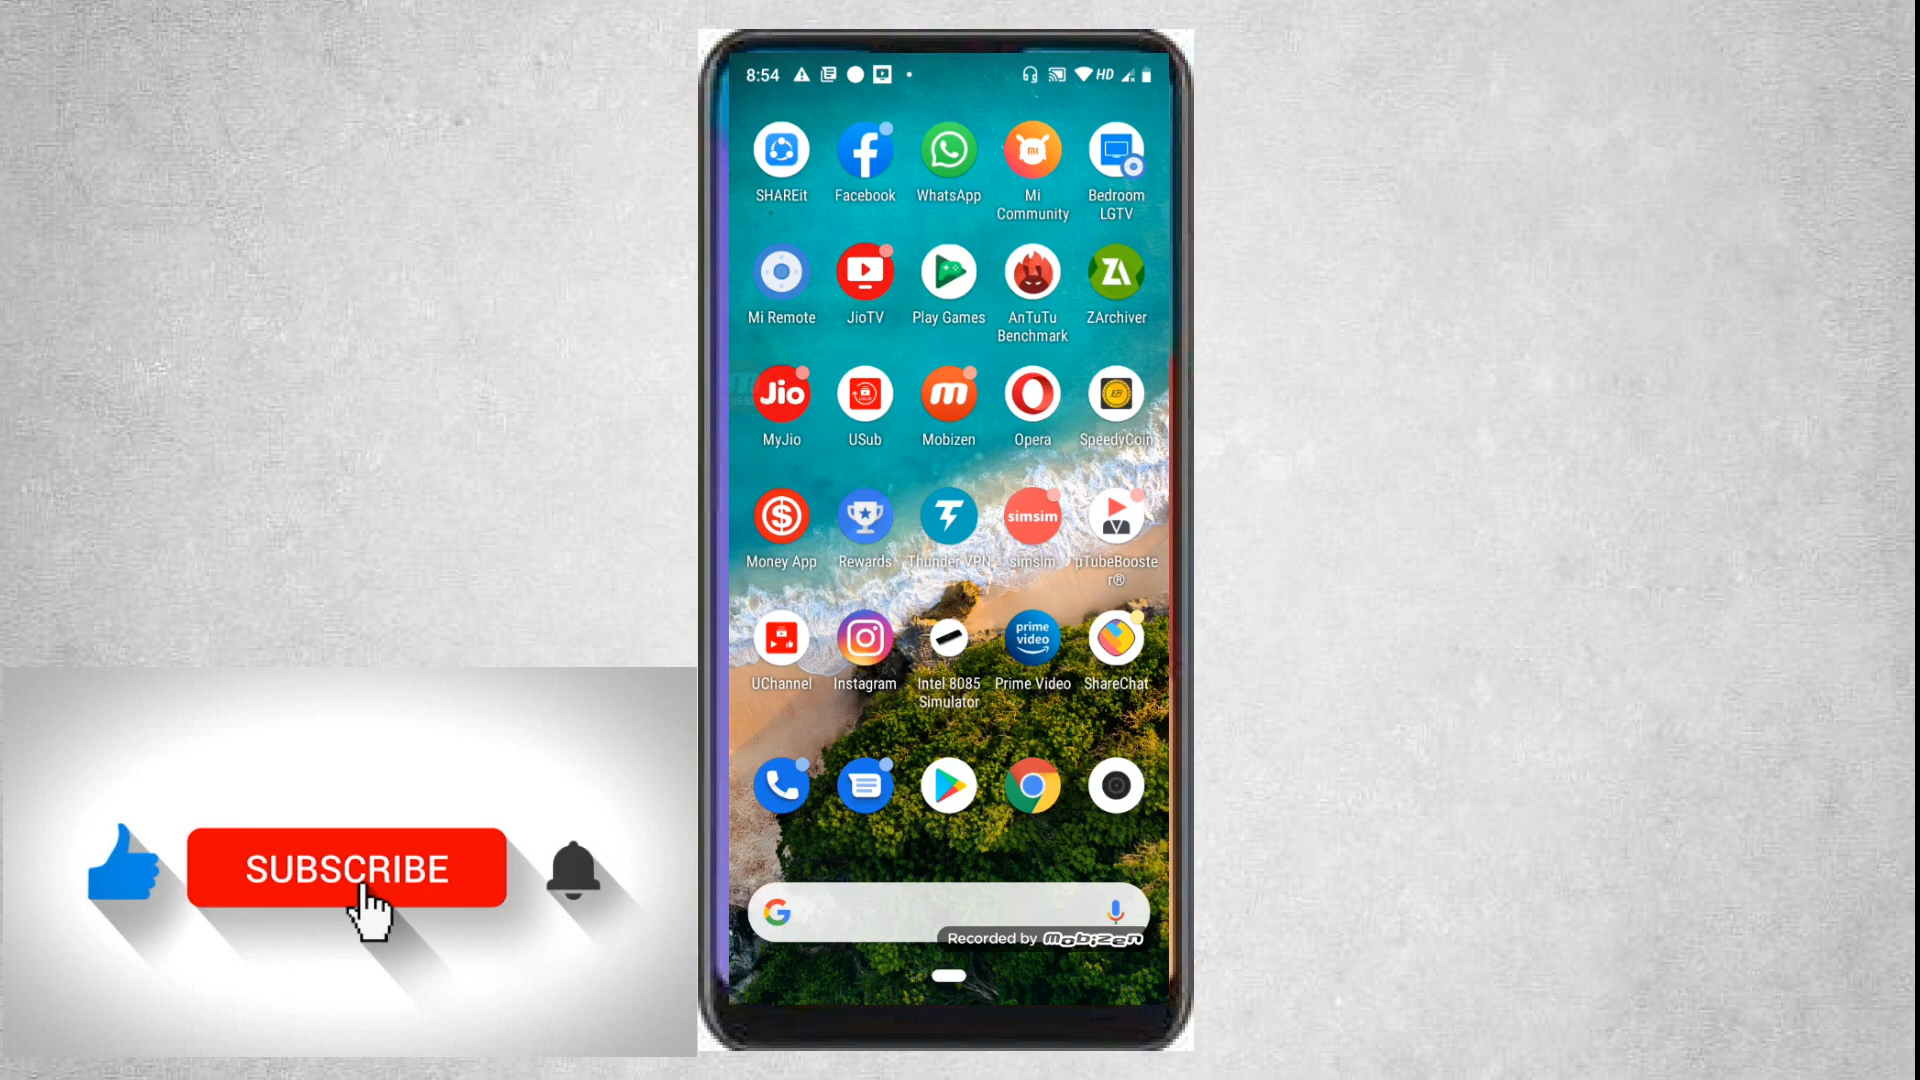 8:54
HD
SHAREit Facebook WhatsApp Mi Community Bedroom LGTV
Mi Remote JioTV Play Games AnTuTu Benchmark ZArchiver
Jio
m
MyJio USub Mobizen Opera SpeedyCoin
simsim
Money App Rewards Thunder VPN simsim µTubeBooster®
prime video
UChannel Instagram Intel 8085 Simulator Prime Video ShareChat
SUBSCRIBE
Recorded by mobizen